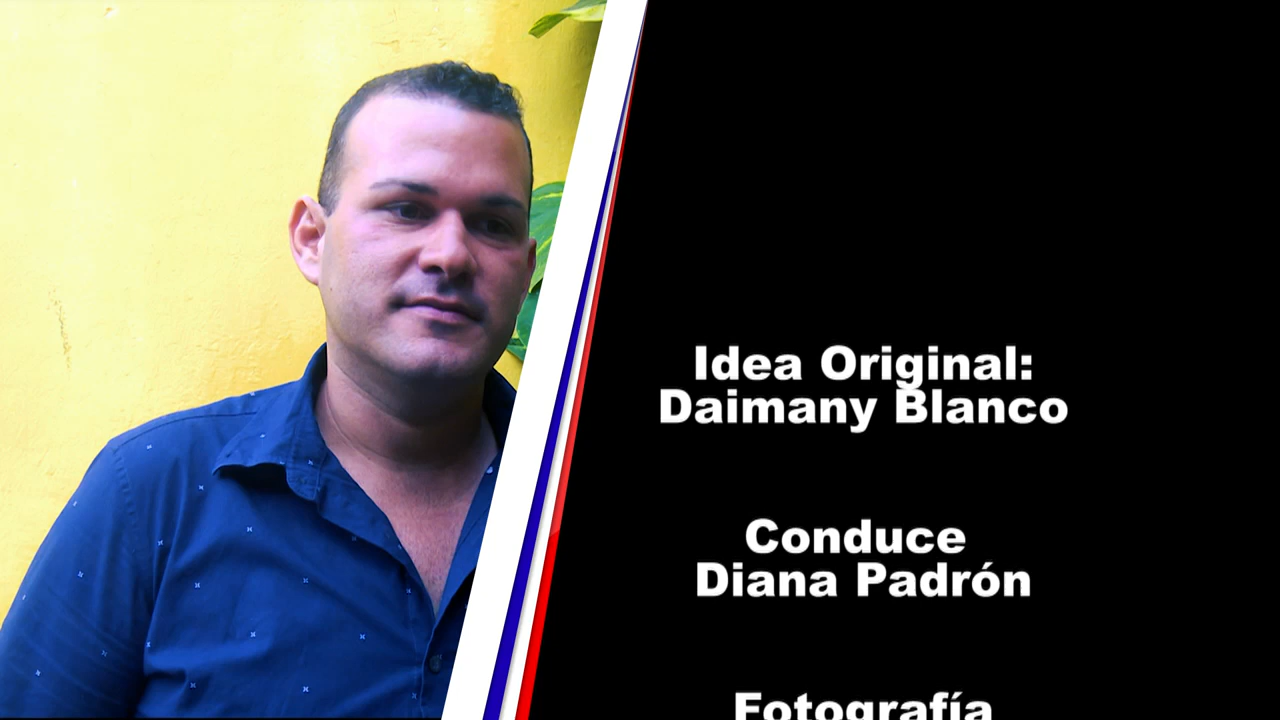 Idea Original:
Daimany Blanco
Conduce
Diana Padrón
Fotografía